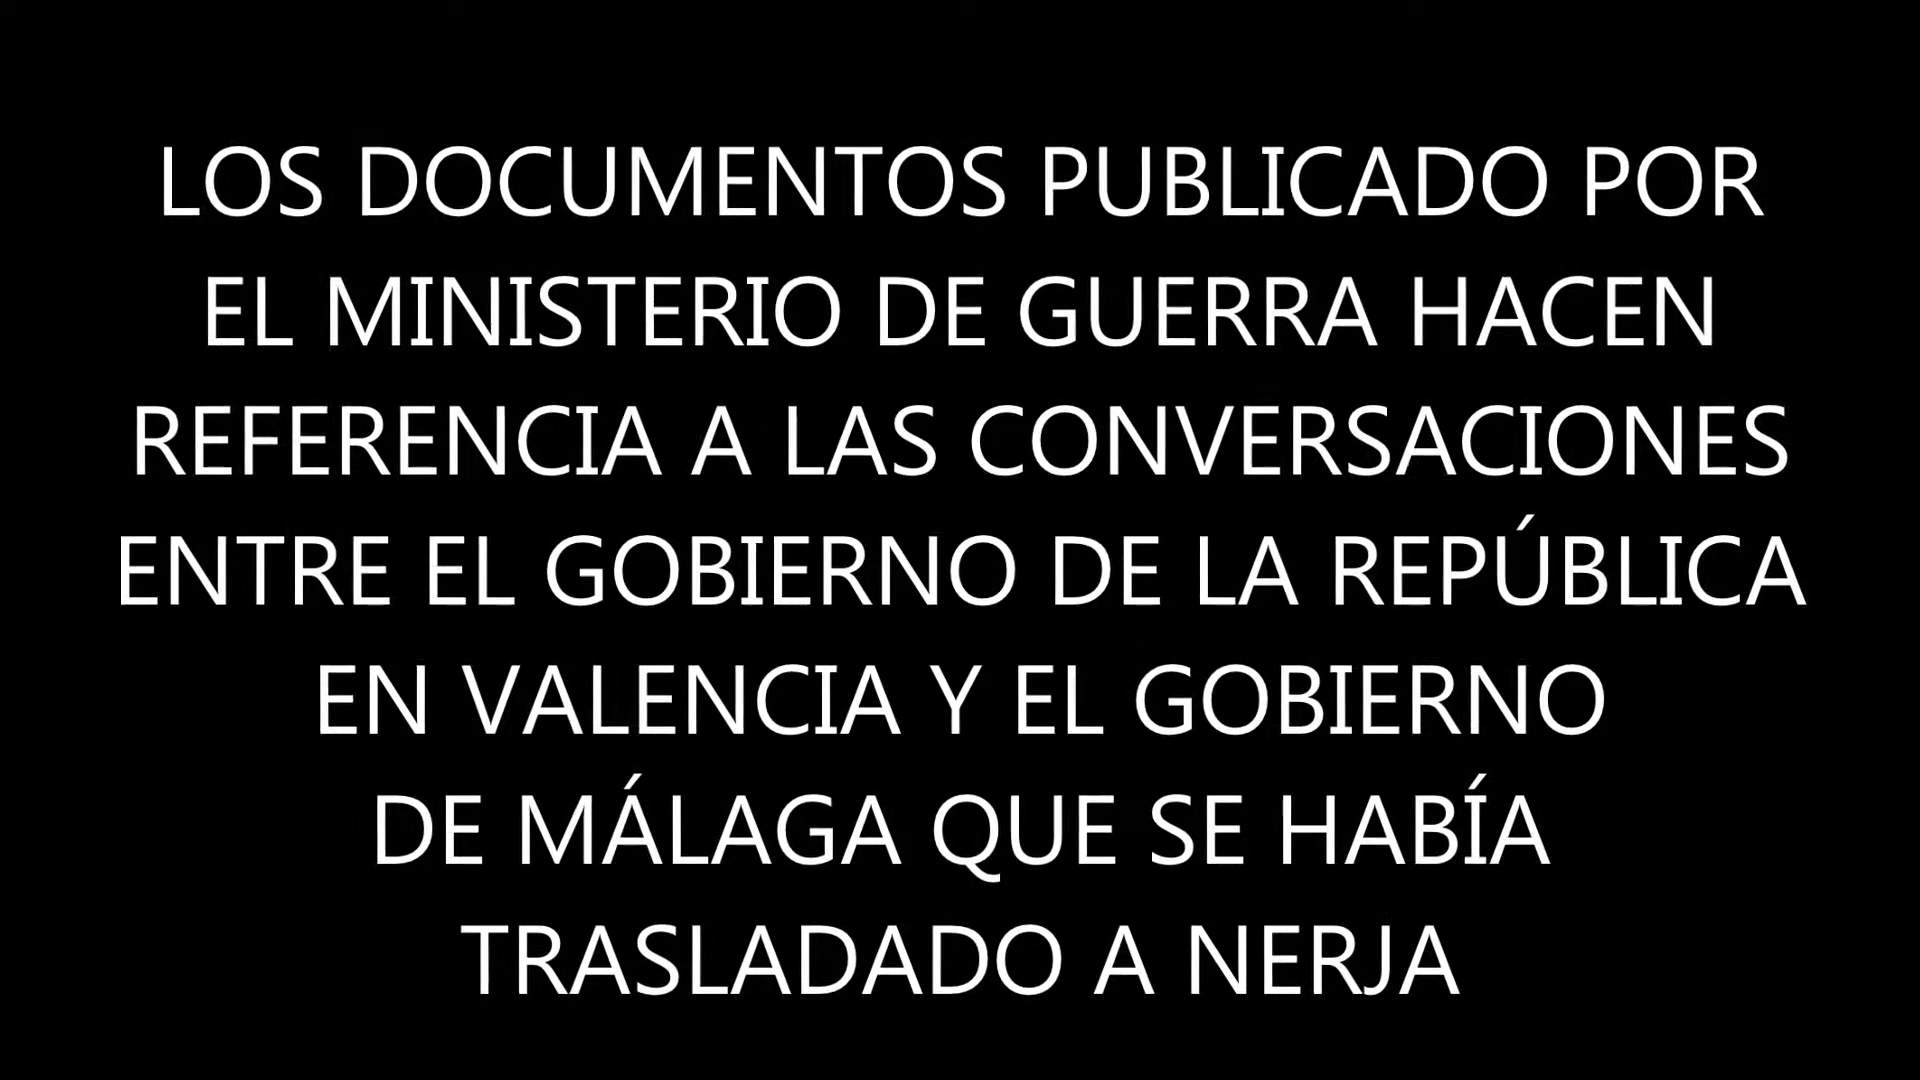 LOS DOCUMENTOS PUBLICADO POR
EL MINISTERIO DE GUERRA HACEN
REFERENCIA A LAS CONVERSACIONES
ENTRE EL GOBIERNO DE LA REPÚBLICA
EN VALENCIA Y EL GOBIERNO
DE MÁLAGA QUE SE HABÍA
TRASLADADO A NERJA